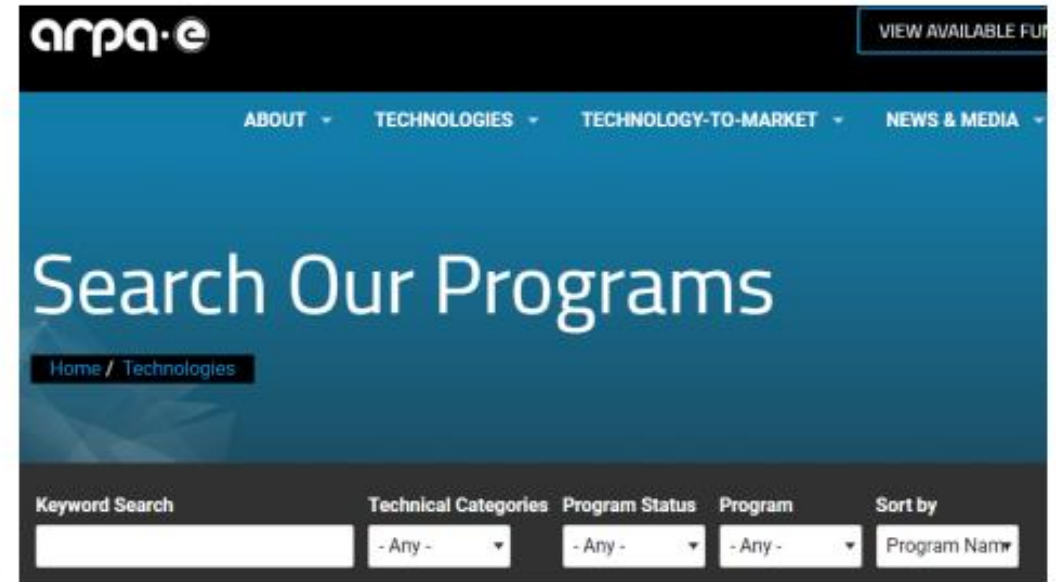 arpa·e
VIEW AVAILABLE FUN
ABOUT TECHNOLOGIES TECHNOLOGY-TO-MARKET NEWS & MEDIA
Search Our Programs
Home / Technologies
Keyword Search Technical Categories Program Status Program Sort by
- Any - - Any - - Any - Program Nam